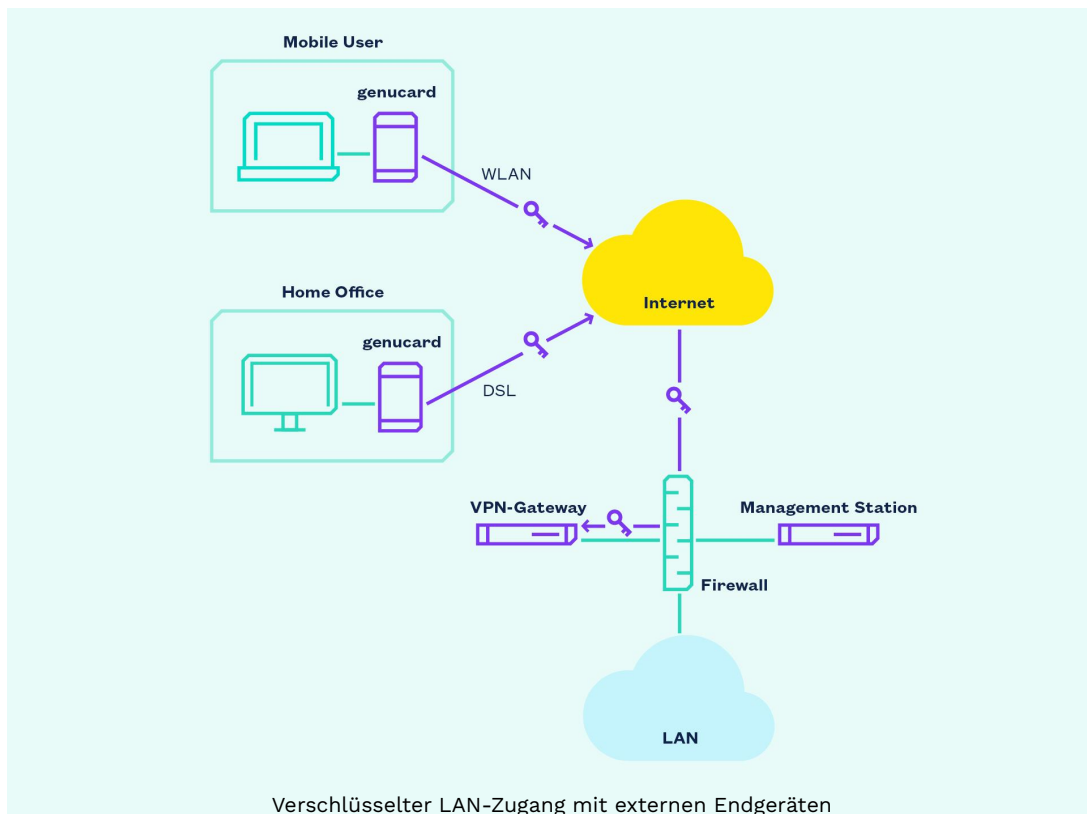 Mobile User
genucard
WLAN
Internet
Home Office
genucard
DSL
VPN-Gateway
Management Station
Firewall
LAN
Verschlüsselter LAN-Zugang mit externen Endgeräten